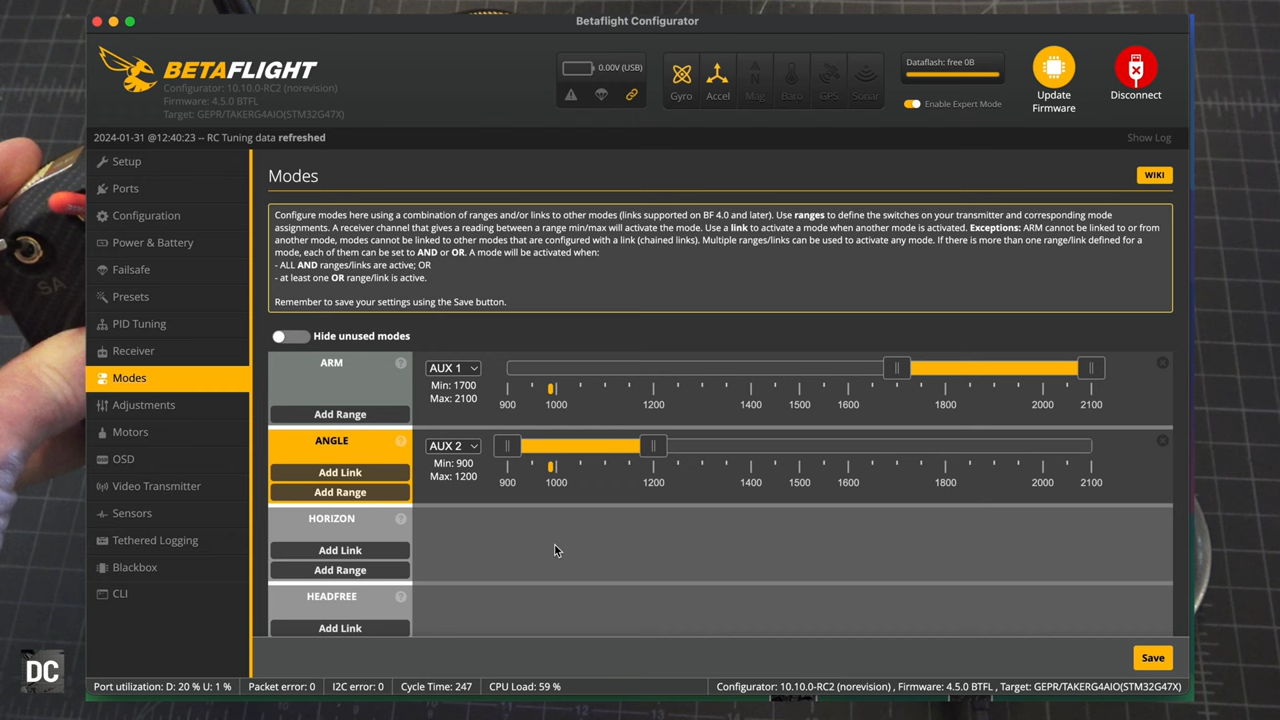 Betaflight Configurator
BETAFLIGHT
Configurator: 10.10.0-RC2 (norevision)
Firmware: 4.5.0 BTFL
Target: GEPR/TAKERG4AIO(STM32G47X)
0.00V (USB)
Gyro
Accel
Mag
Baro
GPS
Sonar
Dataflash: free 0B
Enable Expert Mode
Update
Firmware
Disconnect
2024-01-31 @12:40:23 -- RC Tuning data refreshed
Show Log
Setup
Ports
Configuration
Power & Battery
Failsafe
Presets
PID Tuning
Receiver
Modes
Adjustments
Motors
OSD
Video Transmitter
Sensors
Tethered Logging
Blackbox
CLI
Modes
WIKI
Configure modes here using a combination of ranges and/or links to other modes (links supported on BF 4.0 and later). Use ranges to define the switches on your transmitter and corresponding mode
assignments. A receiver channel that gives a reading between a range min/max will activate the mode. Use a link to activate a mode when another mode is activated. Exceptions: ARM cannot be linked to or from
another mode, modes cannot be linked to other modes that are configured with a link (chained links). Multiple ranges/links can be used to activate any mode. If there is more than one range/link defined for a
mode, each of them can be set to AND or OR. A mode will be activated when:
- ALL AND ranges/links are active; OR
- at least one OR range/link is active.
Remember to save your settings using the Save button.
Hide unused modes
ARM
?
Add Range
AUX 1
Min: 1700
Max: 2100
900 1000 1200 1400 1500 1600 1800 2000 2100
ANGLE
?
Add Link
Add Range
AUX 2
Min: 900
Max: 1200
900 1000 1200 1400 1500 1600 1800 2000 2100
HORIZON
?
Add Link
Add Range
HEADFREE
?
Add Link
Save
Port utilization: D: 20 % U: 1 %
Packet error: 0
I2C error: 0
Cycle Time: 247
CPU Load: 59 %
Configurator: 10.10.0-RC2 (norevision) , Firmware: 4.5.0 BTFL , Target: GEPR/TAKERG4AIO(STM32G47X)
SA
DC